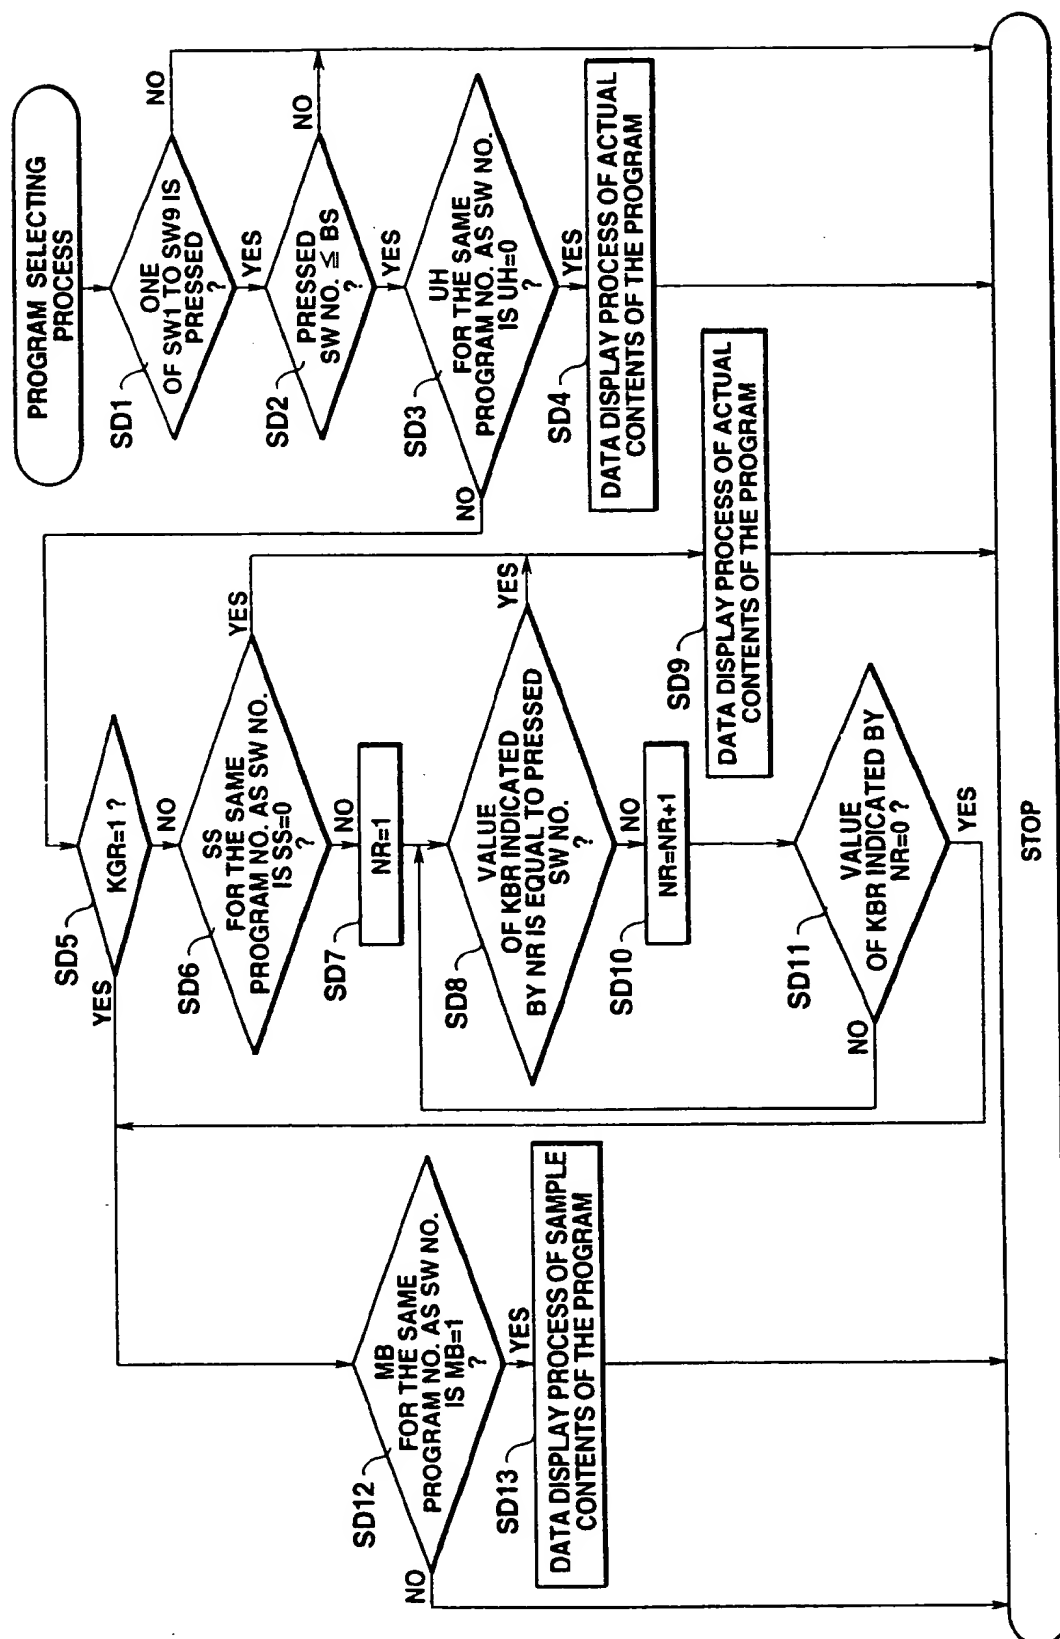 PROGRAM SELECTING
PROCESS
SD1
ONE
OF SW1 TO SW9 IS
PRESSED
?
NO
YES
SD2
PRESSED
SW NO. ≦ BS
?
NO
YES
SD3
UH
FOR THE SAME
PROGRAM NO. AS SW NO.
IS UH=0
?
NO
YES
SD4
DATA DISPLAY PROCESS OF ACTUAL
CONTENTS OF THE PROGRAM
SD5
KGR=1 ?
YES
NO
SD6
SS
FOR THE SAME
PROGRAM NO. AS SW NO.
IS SS=0
?
YES
NO
SD7
NR=1
SD8
VALUE
OF KBR INDICATED
BY NR IS EQUAL TO PRESSED
SW NO.
?
YES
NO
SD9
DATA DISPLAY PROCESS OF ACTUAL
CONTENTS OF THE PROGRAM
SD10
NR=NR+1
SD11
VALUE
OF KBR INDICATED BY
NR=0 ?
NO
YES
SD12
MB
FOR THE SAME
PROGRAM NO. AS SW NO.
IS MB=1
?
NO
YES
SD13
DATA DISPLAY PROCESS OF SAMPLE
CONTENTS OF THE PROGRAM
STOP